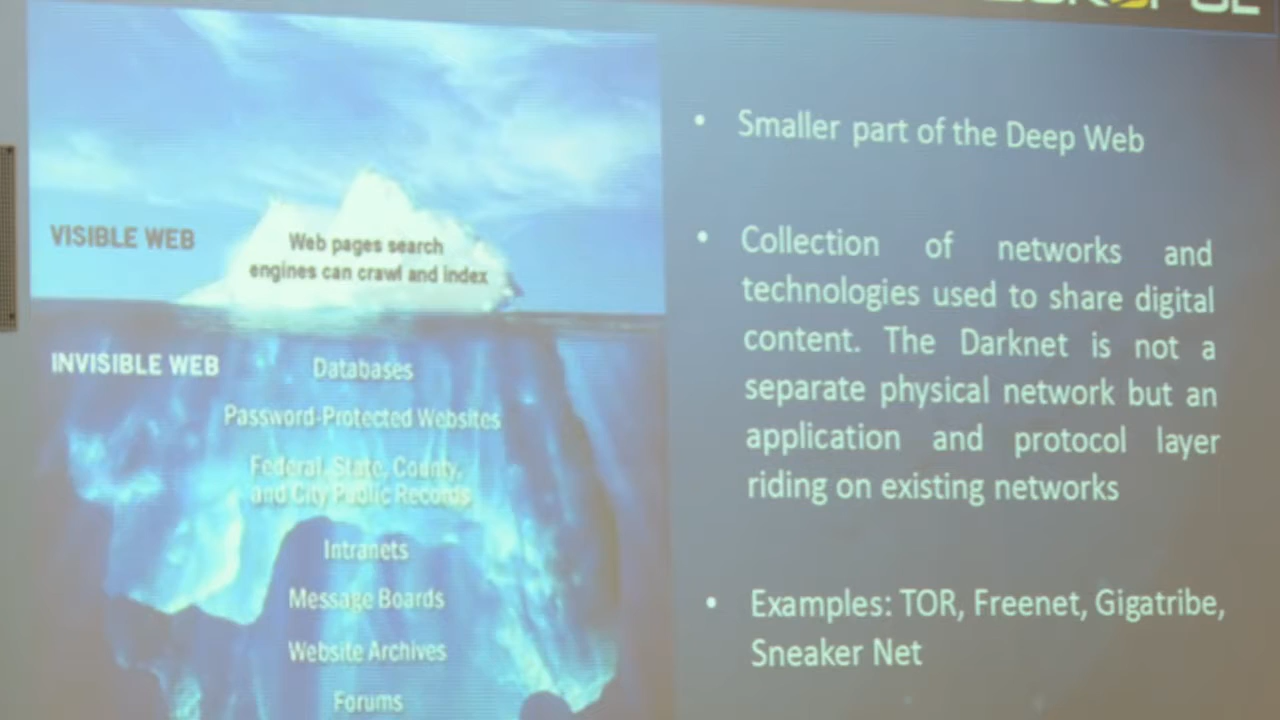 VISIBLE WEB
Web pages search
engines can crawl and index
INVISIBLE WEB
Databases
Password-Protected Websites
Federal, State, County,
and City Public Records
Intranets
Message Boards
Website Archives
Forums
• Smaller part of the Deep Web
• Collection of networks and
technologies used to share digital
content. The Darknet is not a
separate physical network but an
application and protocol layer
riding on existing networks
• Examples: TOR, Freenet, Gigatribe,
Sneaker Net